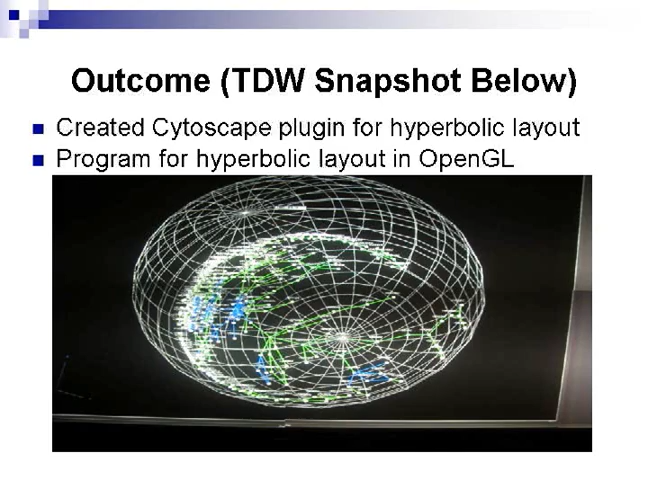 Outcome (TDW Snapshot Below)
Created Cytoscape plugin for hyperbolic layout
Program for hyperbolic layout in OpenGL